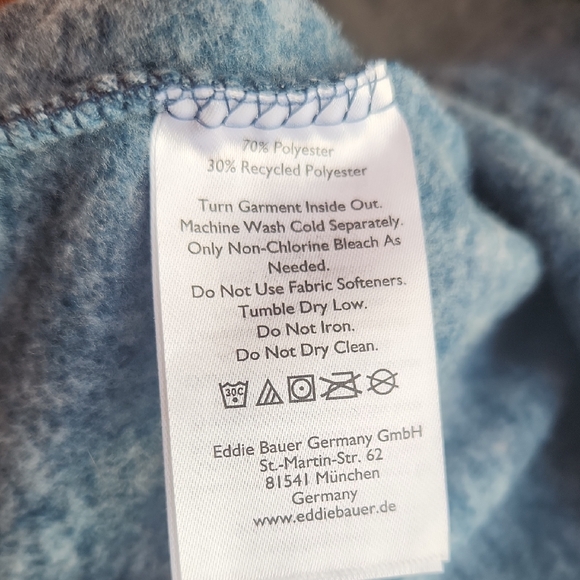 70% Polyester
30% Recycled Polyester
Turn Garment Inside Out.
Machine Wash Cold Separately.
Only Non-Chlorine Bleach As
Needed.
Do Not Use Fabric Softeners.
Tumble Dry Low.
Do Not Iron.
Do Not Dry Clean.
30C
Eddie Bauer Germany GmbH
St.-Martin-Str. 62
81541 München
Germany
www.eddiebauer.de